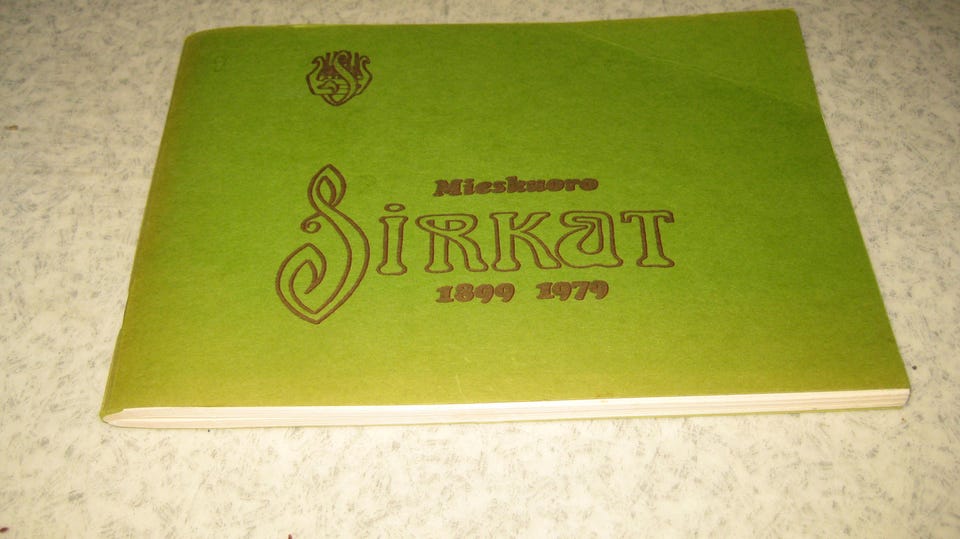 Mieskuoro
SIRKAT
1899 1979